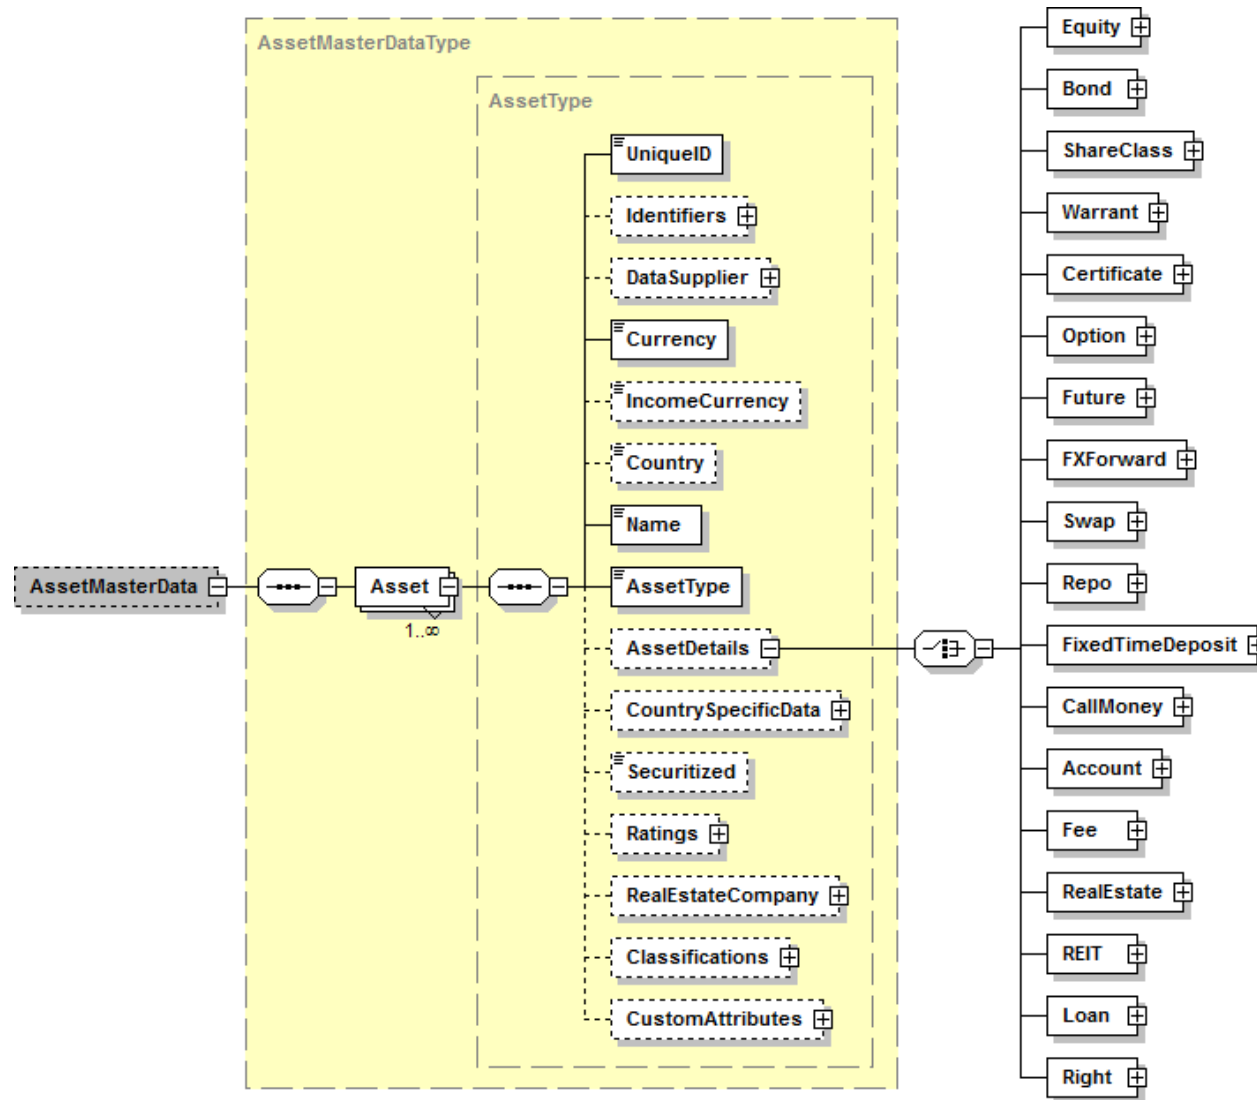 AssetMasterDataType
AssetType
AssetMasterData
Asset
1..∞
UniqueID
Identifiers
DataSupplier
Currency
IncomeCurrency
Country
Name
AssetType
AssetDetails
CountrySpecificData
Securitized
Ratings
RealEstateCompany
Classifications
CustomAttributes
Equity
Bond
ShareClass
Warrant
Certificate
Option
Future
FXForward
Swap
Repo
FixedTimeDeposit
CallMoney
Account
Fee
RealEstate
REIT
Loan
Right